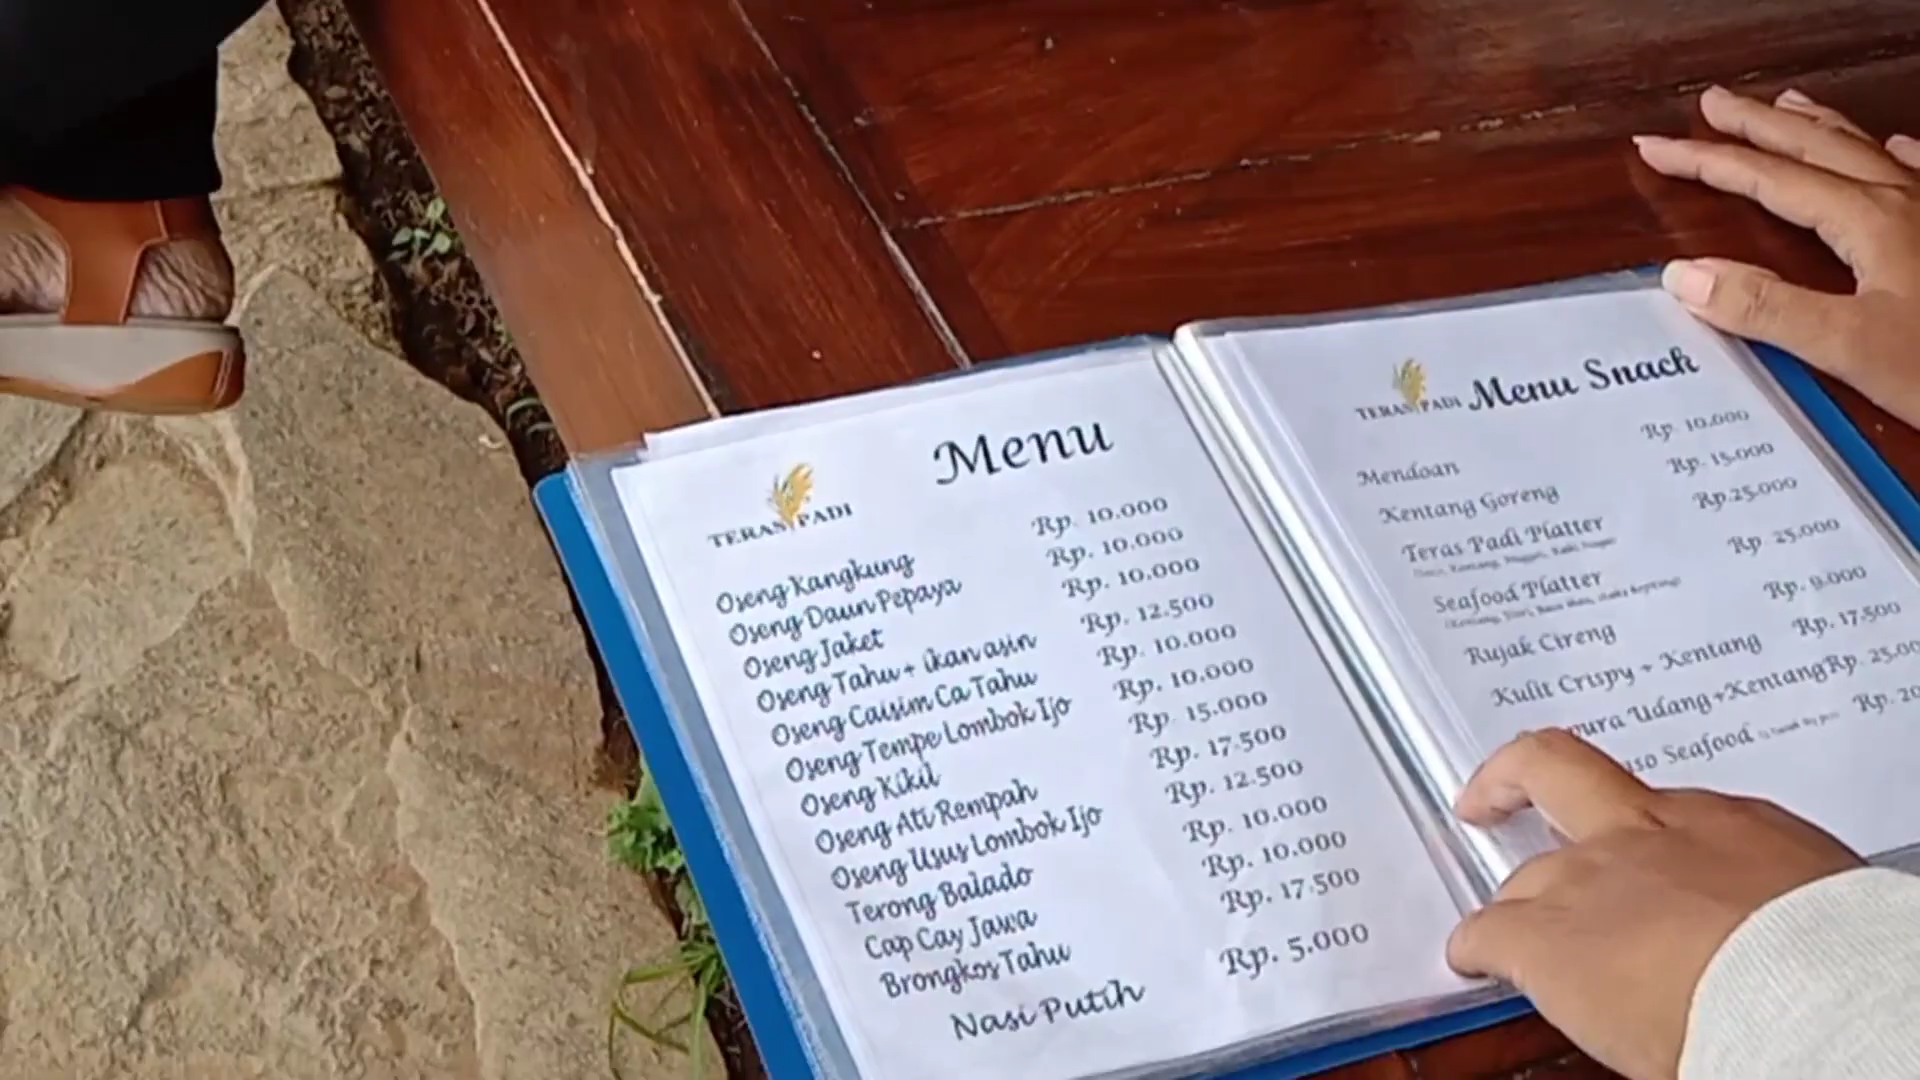 Menu
TERAS PADI
Oseng Kangkung Rp. 10.000
Oseng Daun Pepaya Rp. 10.000
Oseng Jaket Rp. 10.000
Oseng Tahu + ikan asin Rp. 12.500
Oseng Caisim Ca Tahu Rp. 10.000
Oseng Tempe Lombok Ijo Rp. 10.000
Oseng Kikil Rp. 15.000
Oseng Ati Rempah Rp. 17.500
Oseng Usus Lombok Ijo Rp. 12.500
Terong Balado Rp. 10.000
Cap Cay Jawa Rp. 10.000
Brongkos Tahu Rp. 17.500
Nasi Putih Rp. 5.000
TERAS PADI Menu Snack
Mendoan Rp. 10.000
Kentang Goreng Rp. 15.000
Teras Padi Platter Rp.25.000
Seafood Platter Rp. 25.000
Rujak Cireng Rp. 9.000
Kulit Crispy + Kentang Rp. 17.500
Udang+Kentang Rp. 25.00
Seafood Rp. 20